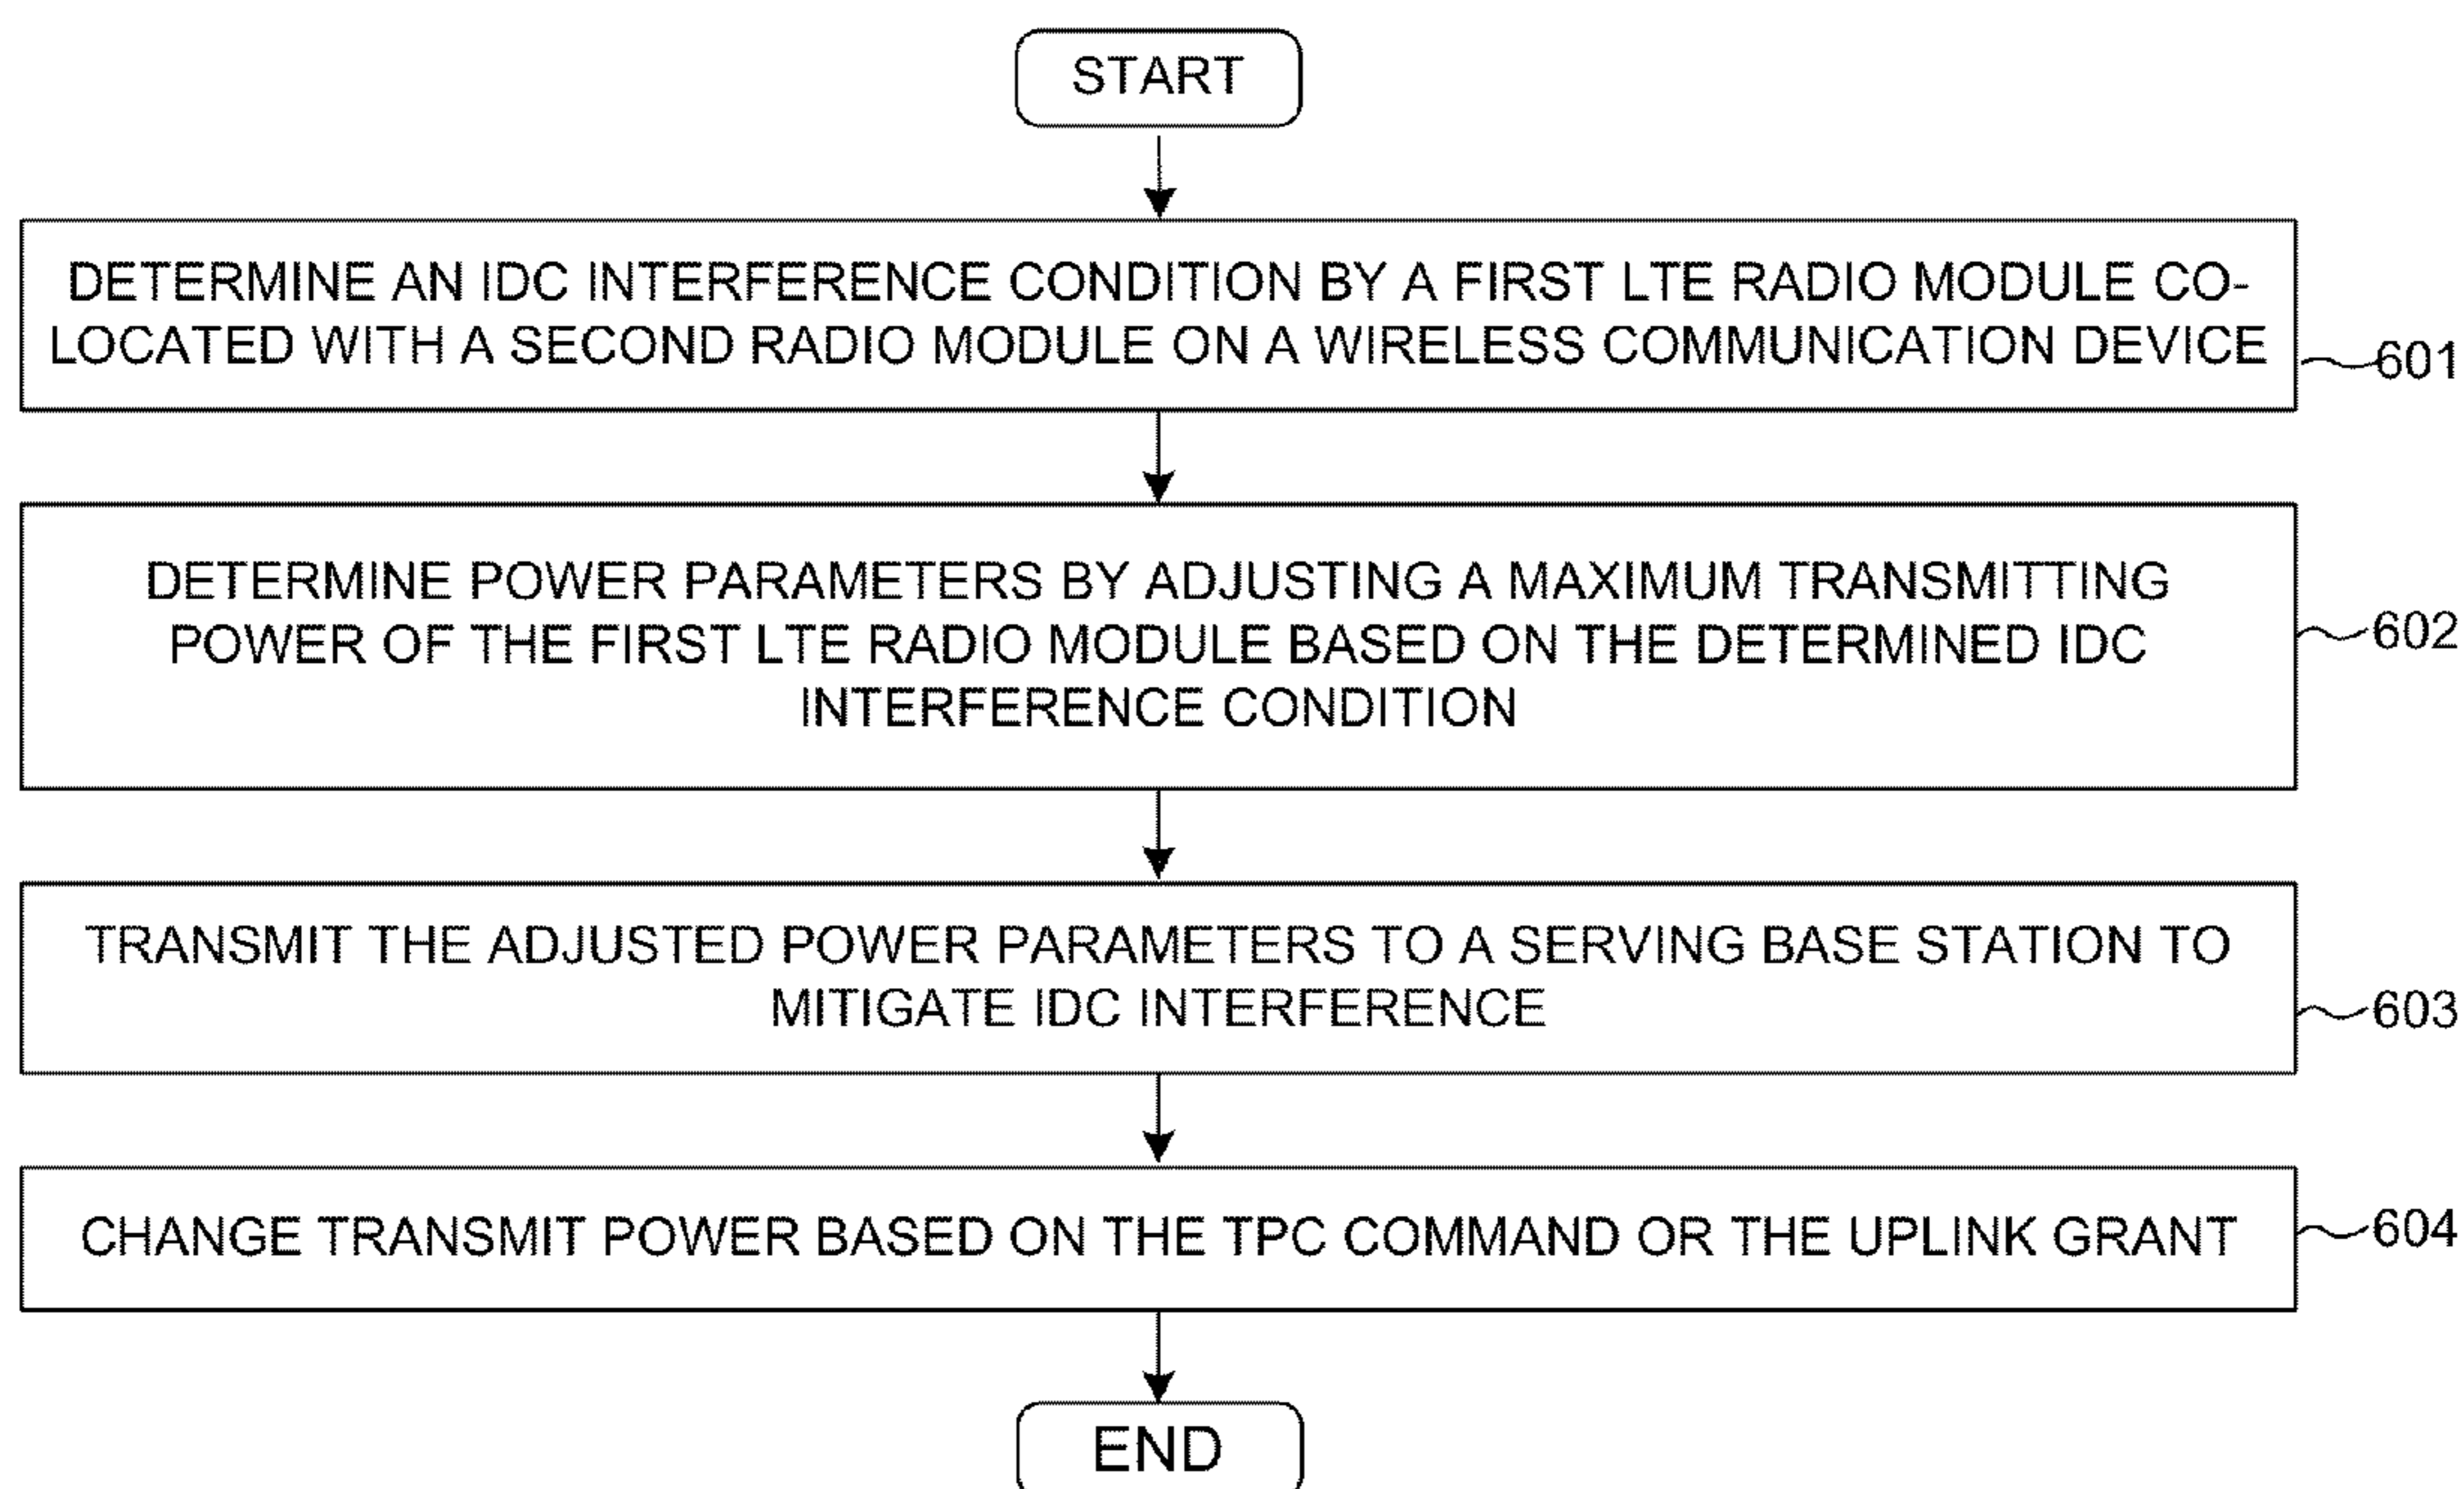 START
DETERMINE AN IDC INTERFERENCE CONDITION BY A FIRST LTE RADIO MODULE CO-
LOCATED WITH A SECOND RADIO MODULE ON A WIRELESS COMMUNICATION DEVICE
601
DETERMINE POWER PARAMETERS BY ADJUSTING A MAXIMUM TRANSMITTING
POWER OF THE FIRST LTE RADIO MODULE BASED ON THE DETERMINED IDC
INTERFERENCE CONDITION
602
TRANSMIT THE ADJUSTED POWER PARAMETERS TO A SERVING BASE STATION TO
MITIGATE IDC INTERFERENCE
603
CHANGE TRANSMIT POWER BASED ON THE TPC COMMAND OR THE UPLINK GRANT
604
END